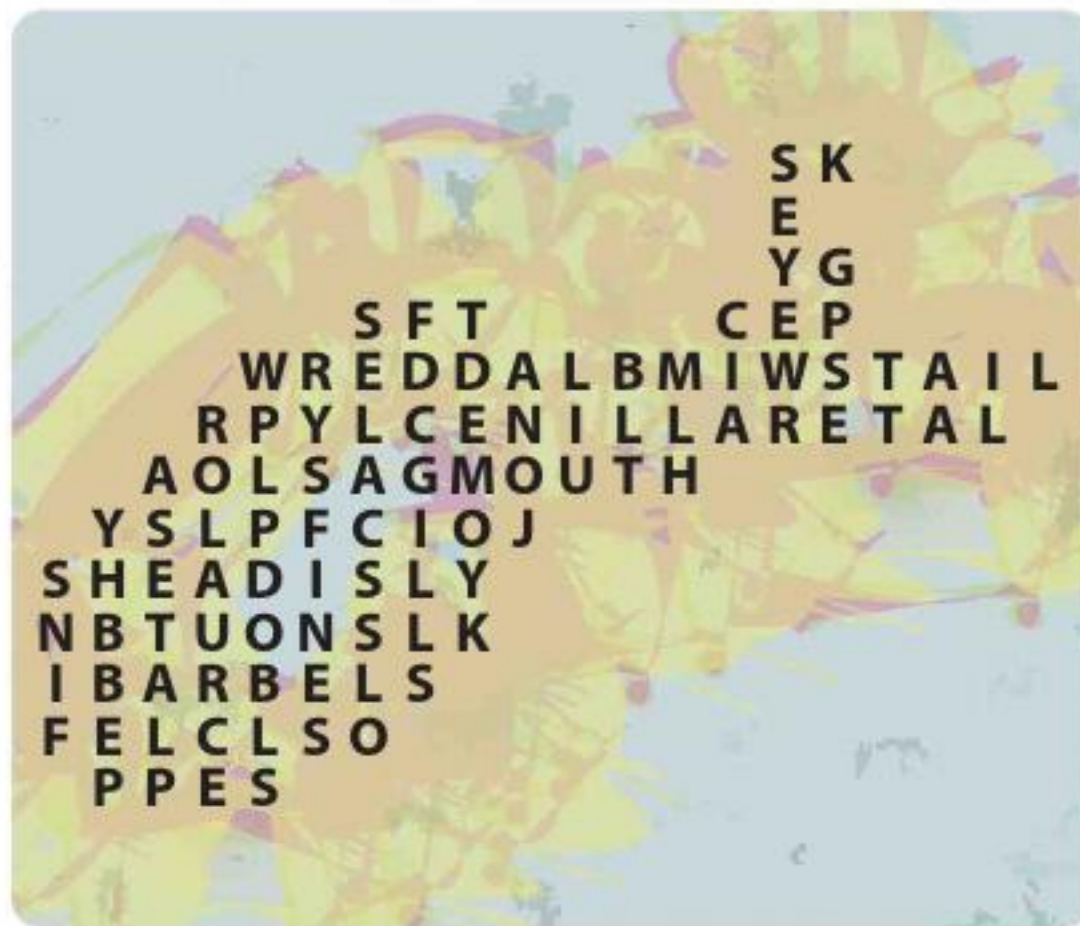 S K
E
Y G
S F T C E P
W R E D D A L B M I W S T A I L
R P Y L C E N I L L A R E T A L
A O L S A G M O U T H
Y S L P F C I O J
S H E A D I S L Y
N B T U O N S L K
I B A R B E L S
F E L C L S O
P P E S